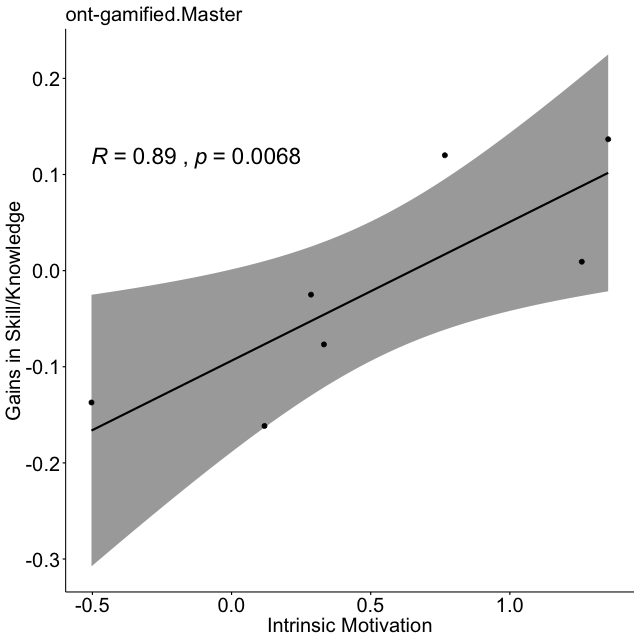 ont-gamified.Master
R = 0.89 , p = 0.0068
0.2
0.1
0.0
-0.1
-0.2
-0.3
Gains in Skill/Knowledge
-0.5
0.0
0.5
1.0
Intrinsic Motivation